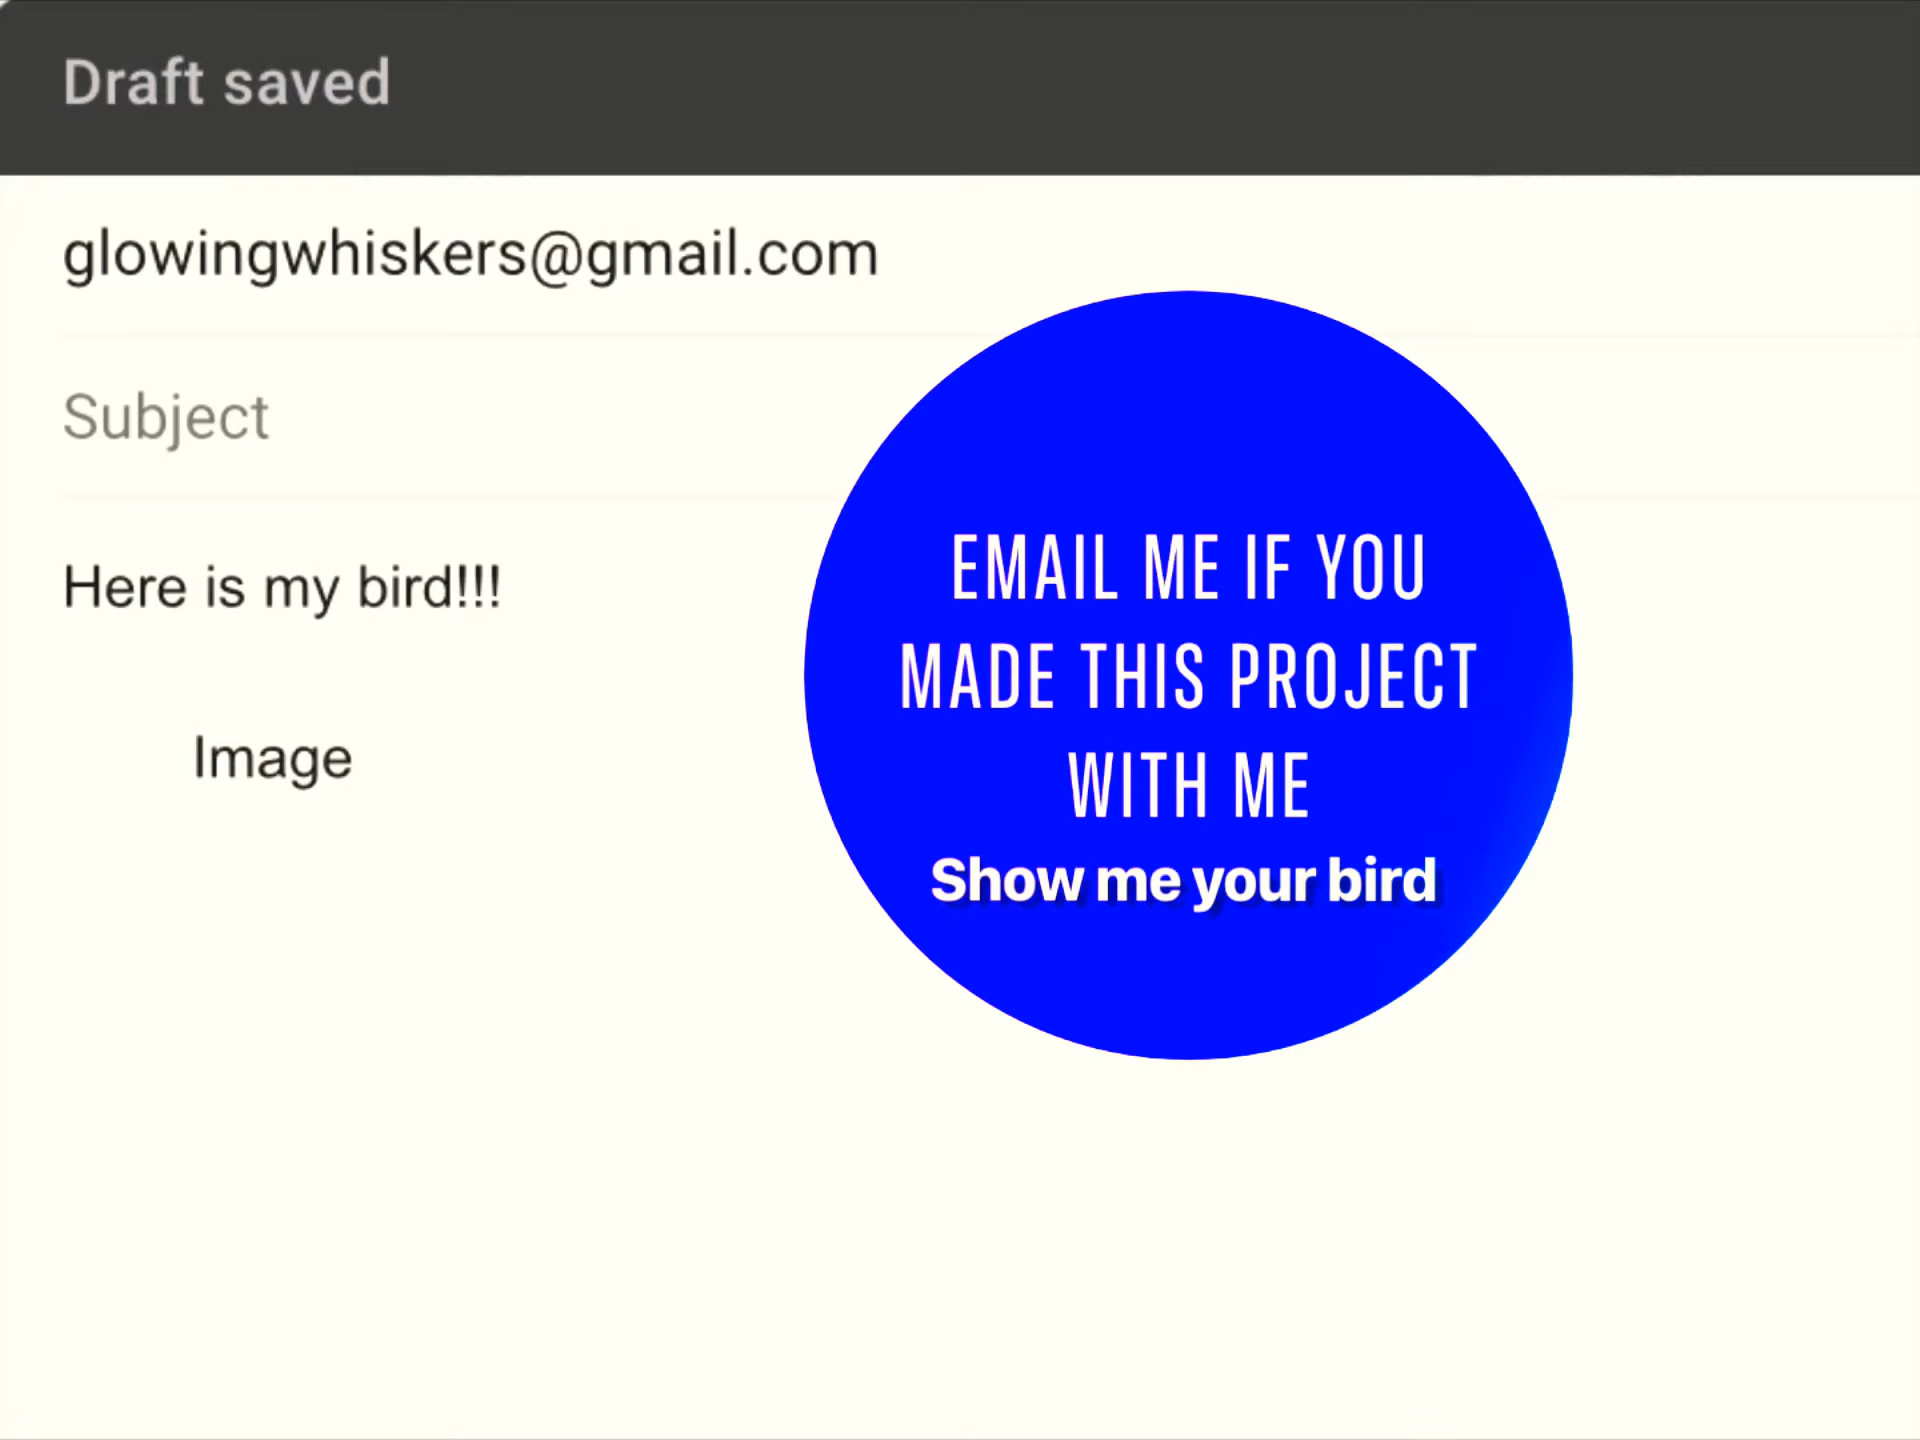 Draft saved
glowingwhiskers@gmail.com
Subject
Here is my bird!!!
Image
EMAIL ME IF YOU
MADE THIS PROJECT
WITH ME
Show me your bird